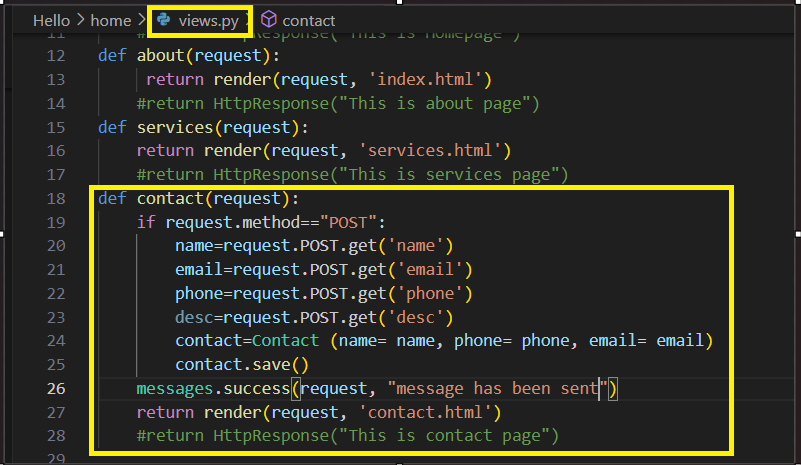 Hello > home > views.py > contact
11 #return HttpResponse("This is homepage")
12 def about(request):
13 return render(request, 'index.html')
14 #return HttpResponse("This is about page")
15 def services(request):
16 return render(request, 'services.html')
17 #return HttpResponse("This is services page")
18 def contact(request):
19 if request.method=="POST":
20 name=request.POST.get('name')
21 email=request.POST.get('email')
22 phone=request.POST.get('phone')
23 desc=request.POST.get('desc')
24 contact=Contact (name= name, phone= phone, email= email)
25 contact.save()
26 messages.success(request, "message has been sent")
27 return render(request, 'contact.html')
28 #return HttpResponse("This is contact page")
29